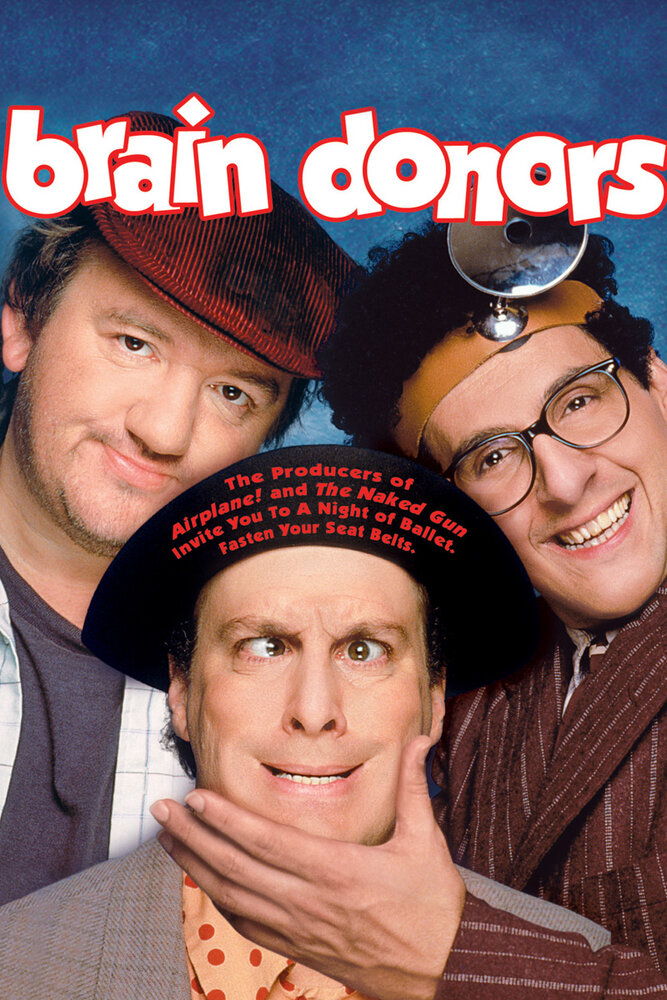 brain donors
The Producers of
Airplane! and The Naked Gun
Invite You To A Night of Ballet.
Fasten Your Seat Belts.